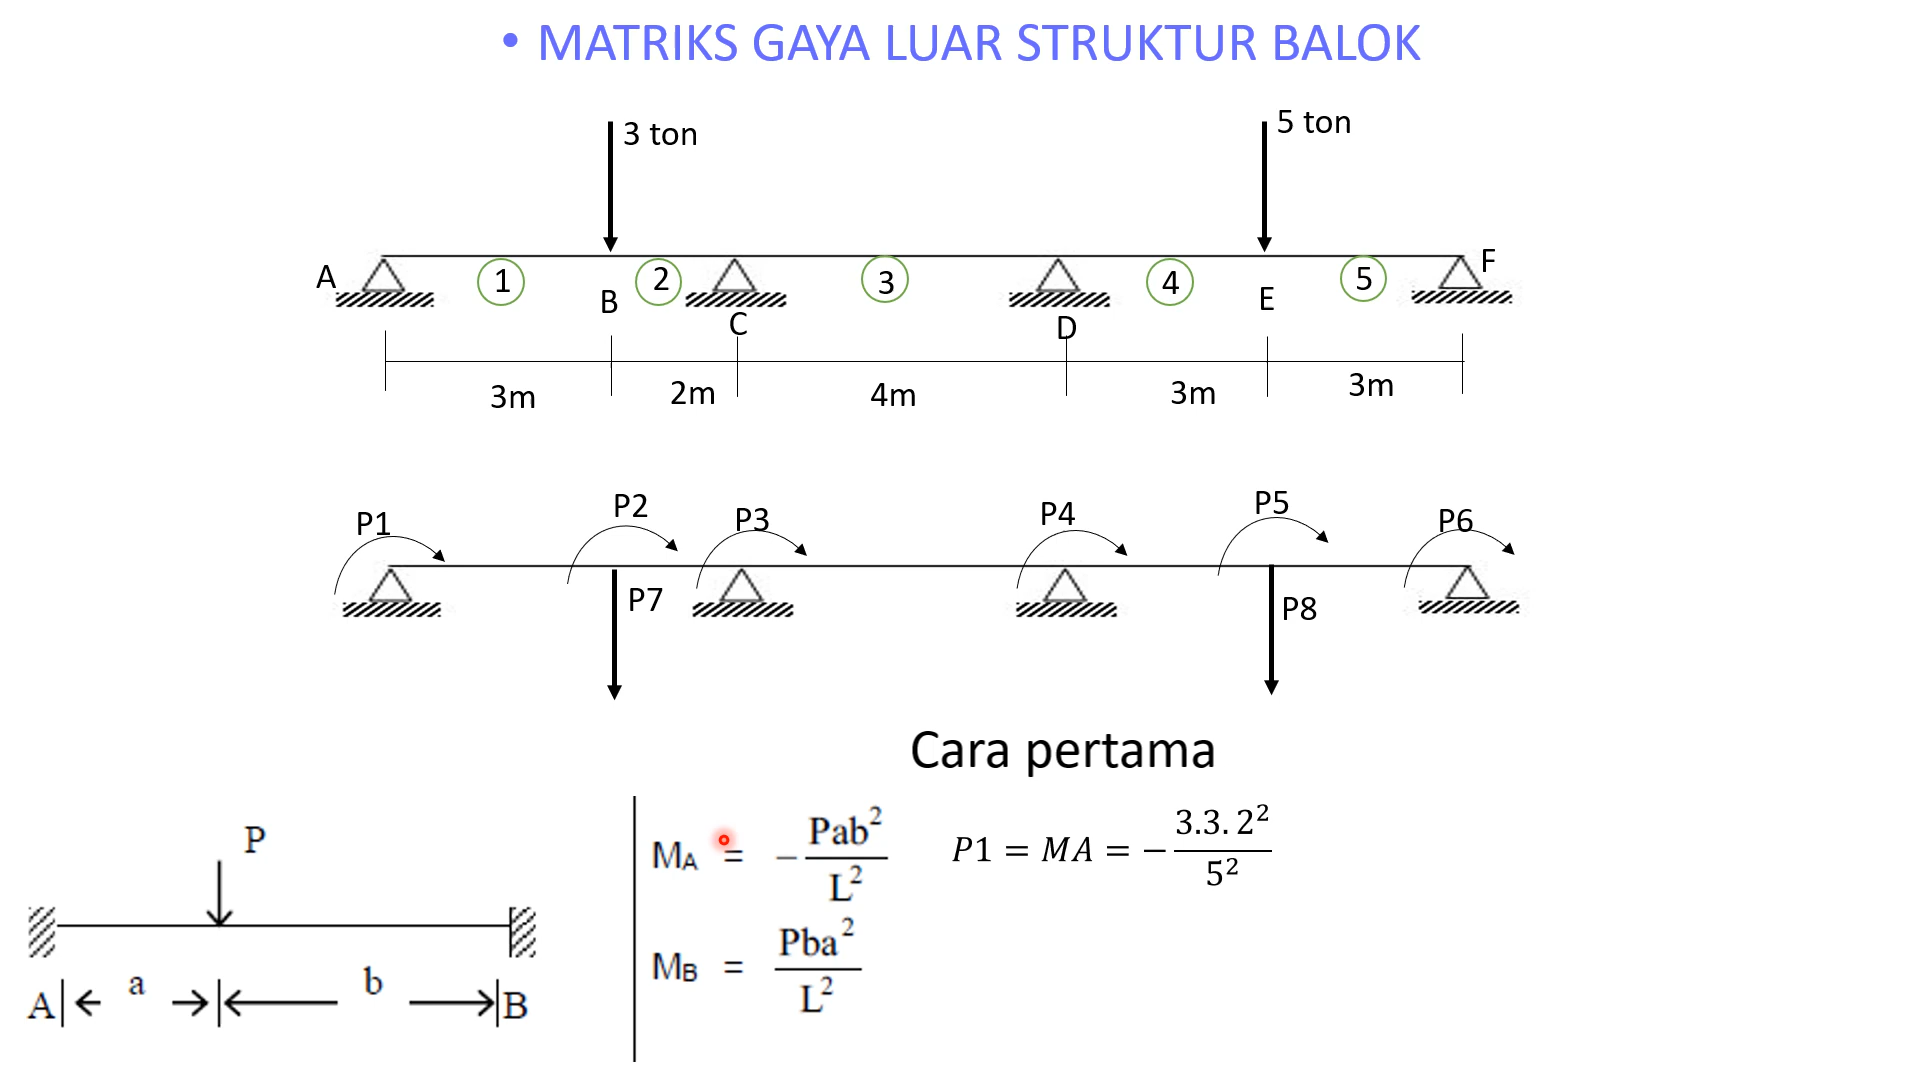 • MATRIKS GAYA LUAR STRUKTUR BALOK
3 ton
5 ton
A
1
B
2
C
3
D
4
E
5
F
3m
2m
4m
3m
3m
P1
P2
P3
P4
P5
P6
P7
P8
Cara pertama
P
A
a
b
B
MA = − Pab² / L²
MB = Pba² / L²
P1 = MA = − 3.3. 2² / 5²